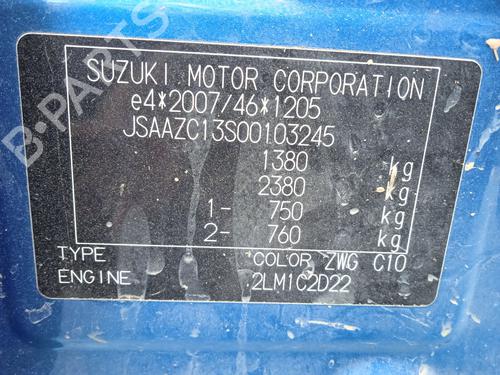 SUZUKI MOTOR CORPORATION
e4*2007/46*1205
JSAAZC13S00103245
1380 kg
2380 kg
1- 750 kg
2- 760 kg
TYPE COLOR ZWG C10
ENGINE 2LM1C2D22
B-PARTS